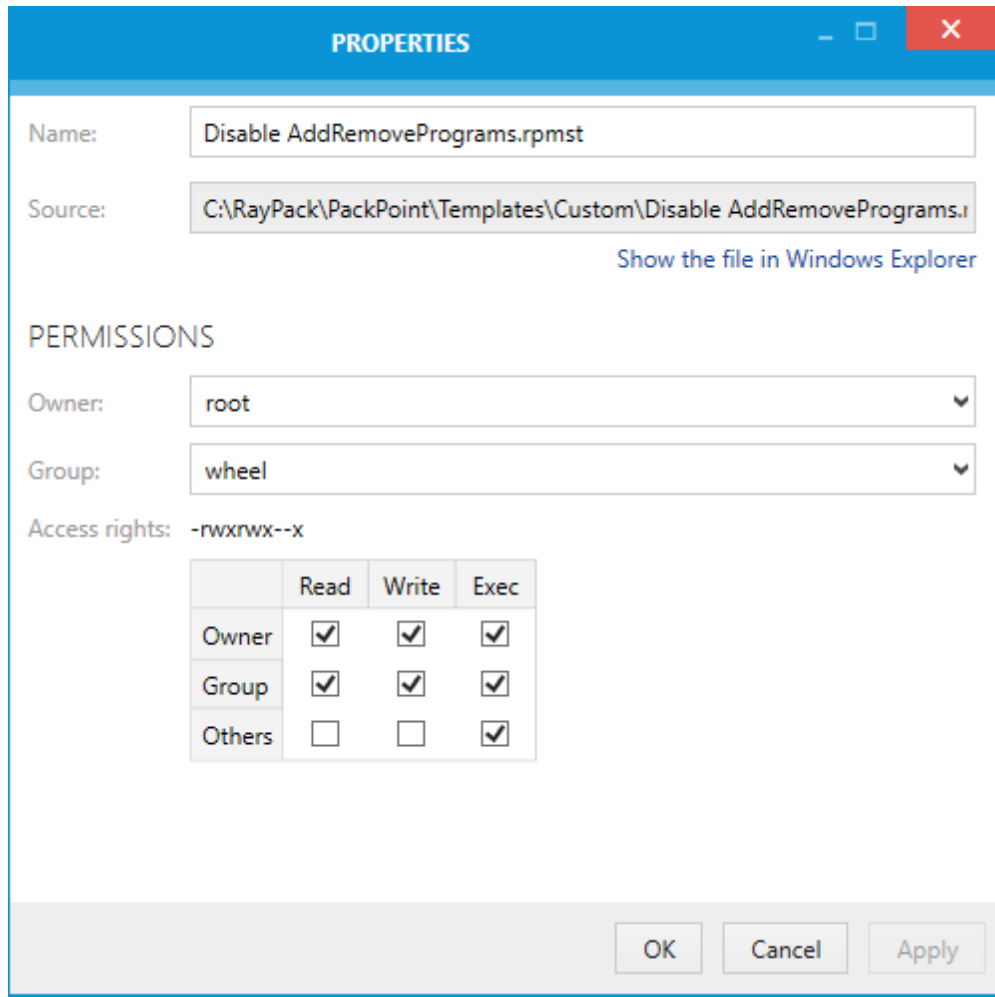 PROPERTIES
Name: Disable AddRemovePrograms.rpmst
Source: C:\RayPack\PackPoint\Templates\Custom\Disable AddRemovePrograms.r
Show the file in Windows Explorer
PERMISSIONS
Owner: root
Group: wheel
Access rights: -rwxrwx--x
Read Write Exec
Owner
Group
Others
OK Cancel Apply